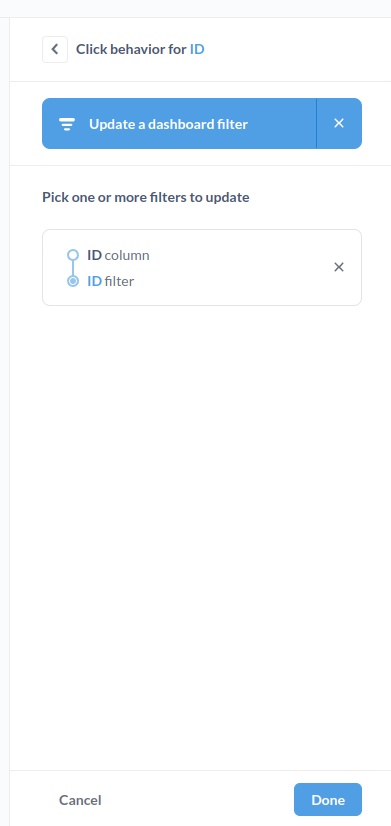 Click behavior for ID
Update a dashboard filter
Pick one or more filters to update
ID column
ID filter
Cancel
Done